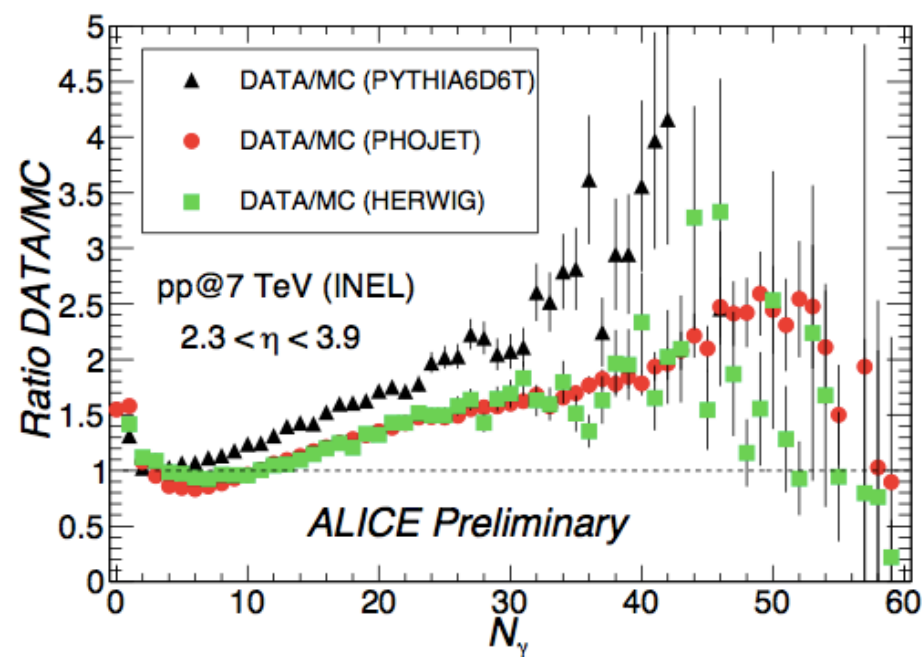 5
4.5
4
3.5
3
2.5
2
1.5
1
0.5
0
Ratio DATA/MC
DATA/MC (PYTHIA6D6T)
DATA/MC (PHOJET)
DATA/MC (HERWIG)
pp@7 TeV (INEL)
2.3 < η < 3.9
ALICE Preliminary
0 10 20 30 40 50 60
Nγ